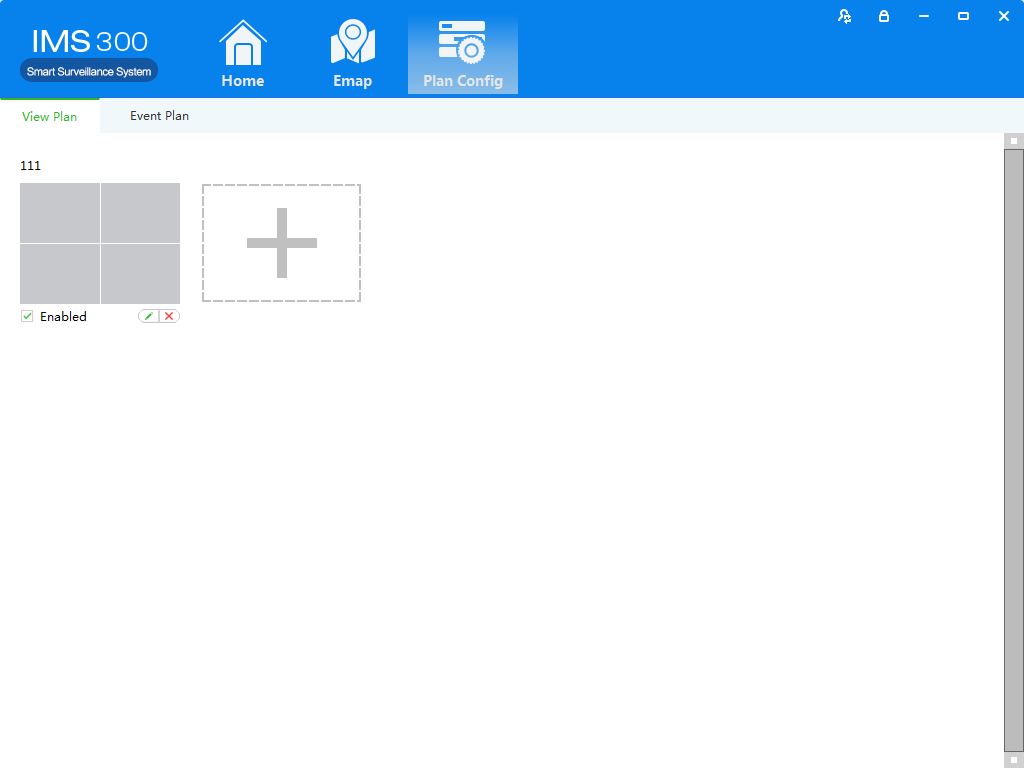 IMS 300
Smart Surveillance System
Home
Emap
Plan Config
View Plan
Event Plan
111
Enabled